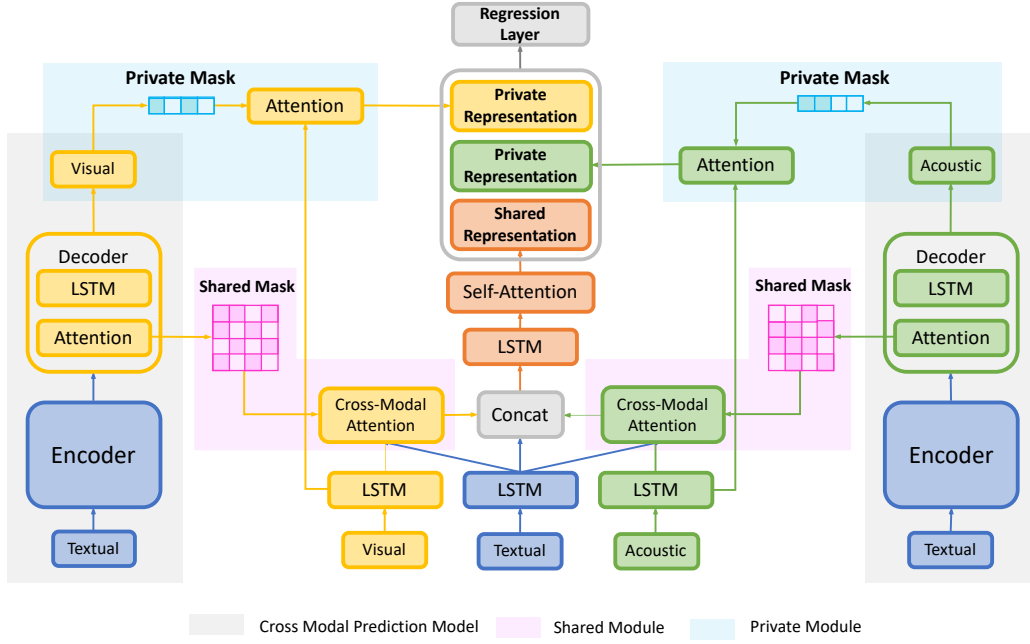 Regression
Layer
Private Mask
Private Mask
Attention
Private
Representation
Visual
Private
Representation
Attention
Acoustic
Shared
Representation
Decoder
LSTM
Attention
Shared Mask
Self-Attention
Shared Mask
Decoder
LSTM
Attention
LSTM
Cross-Modal
Attention
Concat
Cross-Modal
Attention
Encoder
Encoder
LSTM
LSTM
LSTM
Textual
Visual
Textual
Acoustic
Textual
Cross Modal Prediction Model
Shared Module
Private Module